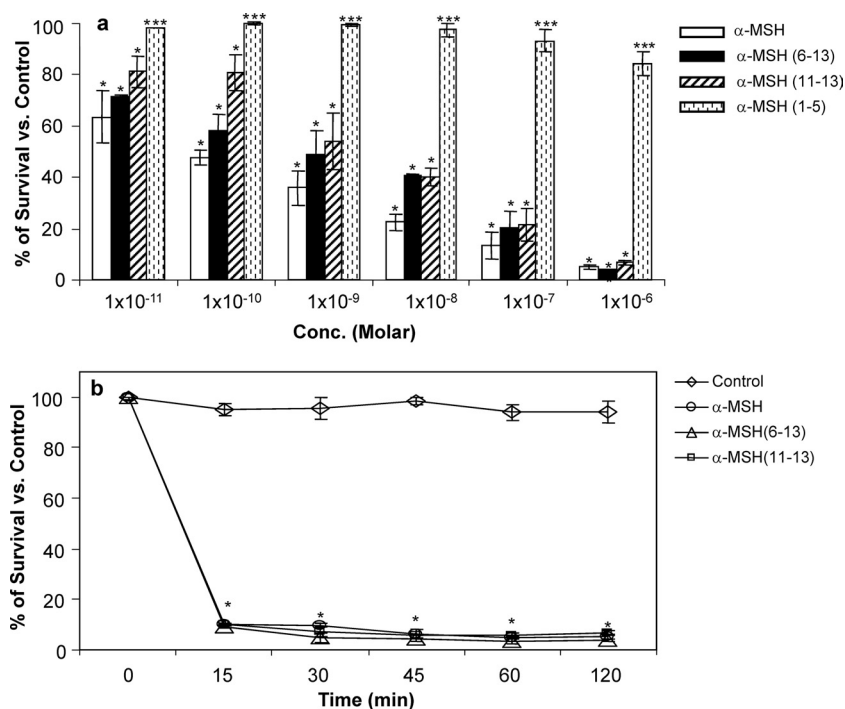 a
% of Survival vs. Control
100
80
60
40
20
0
* * * ***
* * * ***
* * * ***
* * * ***
* * * ***
* * * ***
1x10⁻¹¹ 1x10⁻¹⁰ 1x10⁻⁹ 1x10⁻⁸ 1x10⁻⁷ 1x10⁻⁶
Conc. (Molar)
α-MSH
α-MSH (6-13)
α-MSH (11-13)
α-MSH (1-5)
b
% of Survival vs. Control
100
80
60
40
20
0
* * * * *
0 15 30 45 60 120
Time (min)
Control
α-MSH
α-MSH(6-13)
α-MSH(11-13)